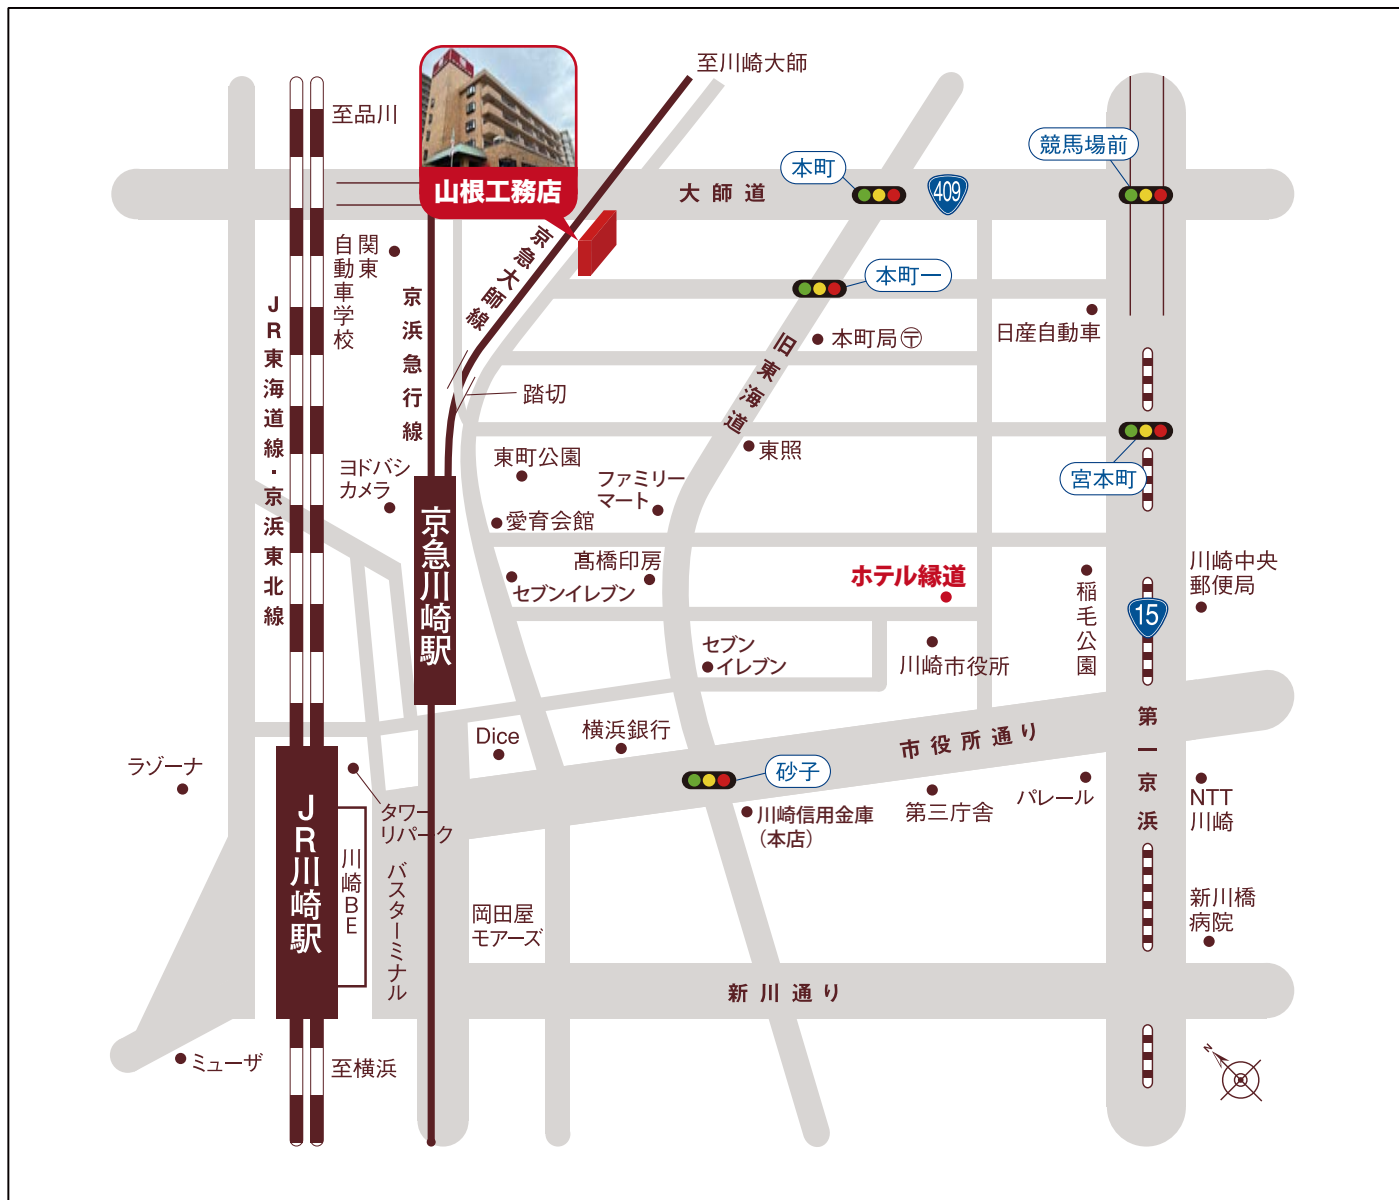 至川崎大師
至品川
山根工務店
大師道
本町
409
競馬場前
関東
自動車学校
京急大師線
京浜急行線
JR東海道線・京浜東北線
本町一
本町局〒
旧東海道
日産自動車
踏切
東町公園
ヨドバシ
カメラ
ファミリー
マート
東照
宮本町
愛育会館
京急川崎駅
髙橋印房
セブンイレブン
ホテル縁道
稲毛公園
川崎中央
郵便局
15
セブン
イレブン
川崎市役所
第一京浜
市役所通り
Dice
横浜銀行
砂子
ラゾーナ
タワー
リパーク
川崎信用金庫
（本店）
第三庁舎
パレール
NTT
川崎
JR川崎駅
川崎BE
バスターミナル
岡田屋
モアーズ
新川橋
病院
新川通り
ミューザ
至横浜
N